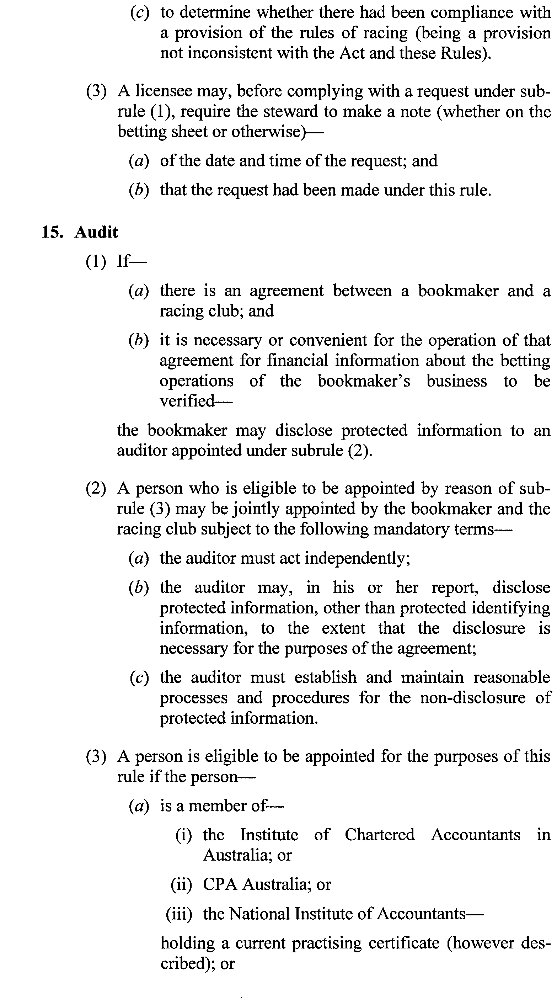 (c) to determine whether there had been compliance with
a provision of the rules of racing (being a provision
not inconsistent with the Act and these Rules).
(3) A licensee may, before complying with a request under sub-
rule (1), require the steward to make a note (whether on the
betting sheet or otherwise)—
(a) of the date and time of the request; and
(b) that the request had been made under this rule.
15. Audit
(1) If—
(a) there is an agreement between a bookmaker and a
racing club; and
(b) it is necessary or convenient for the operation of that
agreement for financial information about the betting
operations of the bookmaker's business to be
verified—
the bookmaker may disclose protected information to an
auditor appointed under subrule (2).
(2) A person who is eligible to be appointed by reason of sub-
rule (3) may be jointly appointed by the bookmaker and the
racing club subject to the following mandatory terms—
(a) the auditor must act independently;
(b) the auditor may, in his or her report, disclose
protected information, other than protected identifying
information, to the extent that the disclosure is
necessary for the purposes of the agreement;
(c) the auditor must establish and maintain reasonable
processes and procedures for the non-disclosure of
protected information.
(3) A person is eligible to be appointed for the purposes of this
rule if the person—
(a) is a member of—
(i) the Institute of Chartered Accountants in
Australia; or
(ii) CPA Australia; or
(iii) the National Institute of Accountants—
holding a current practising certificate (however des-
cribed); or